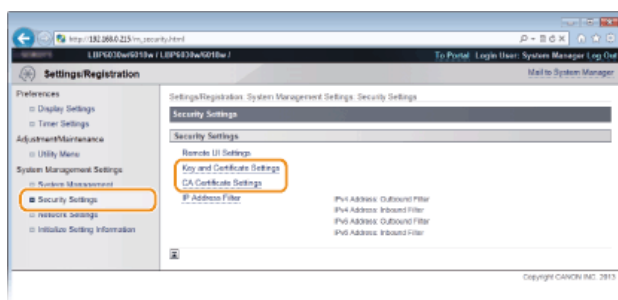 http://192.168.0.215/m_security.html
LBP6030w/6018w / LBP6030w/6018w /
To Portal Login User: System Manager Log Out
Settings/Registration
Mail to System Manager
Preferences
Display Settings
Timer Settings
Adjustment/Maintenance
Utility Menu
System Management Settings
System Management
Security Settings
Network Settings
Initialize Setting Information
Settings/Registration: System Management Settings: Security Settings
Security Settings
Security Settings
Remote UI Settings
Key and Certificate Settings
CA Certificate Settings
IP Address Filter
IPv4 Address: Outbound Filter
IPv4 Address: Inbound Filter
IPv6 Address: Outbound Filter
IPv6 Address: Inbound Filter
Copyright CANON INC. 2013